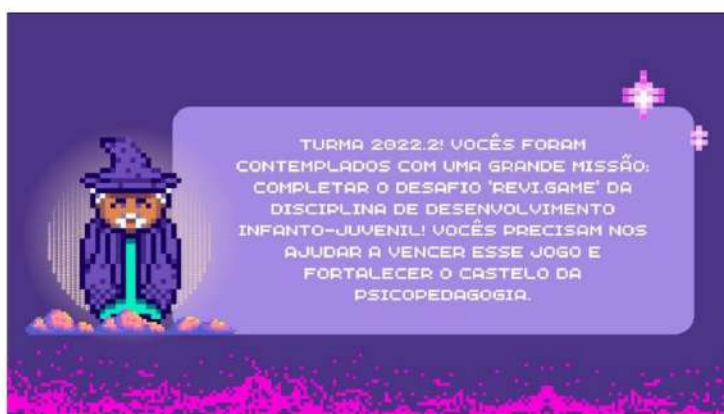 TURMA 2022.2! VOCÊS FORAM
CONTEMPLADOS COM UMA GRANDE MISSÃO:
COMPLETAR O DESAFIO 'REVI.GAME' DA
DISCIPLINA DE DESENVOLVIMENTO
INFANTO-JUVENIL! VOCÊS PRECISAM NOS
AJUDAR A VENCER ESSE JOGO E
FORTALECER O CASTELO DA
PSICOPEDAGOGIA.